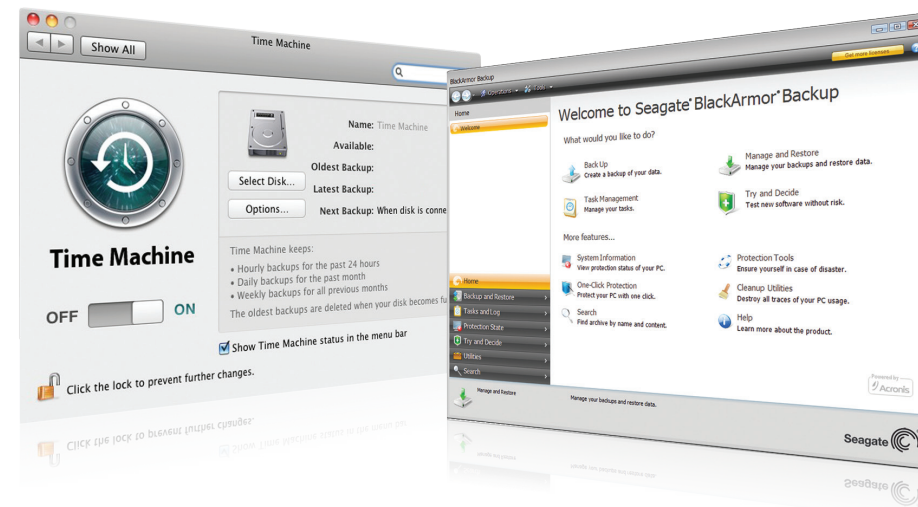 Time Machine
Show All
Name: Time Machine
Available:
Oldest Backup:
Select Disk...
Latest Backup:
Options...
Next Backup: When disk is conne
Time Machine
Time Machine keeps:
• Hourly backups for the past 24 hours
• Daily backups for the past month
• Weekly backups for all previous months
The oldest backups are deleted when your disk becomes fu
OFF
ON
Show Time Machine status in the menu bar
Click the lock to prevent further changes.
BlackArmor Backup
Get more licenses
Operations
Tools
Home
Welcome
Welcome to Seagate® BlackArmor® Backup
What would you like to do?
Back Up
Create a backup of your data.
Manage and Restore
Manage your backups and restore data.
Task Management
Manage your tasks.
Try and Decide
Test new software without risk.
More features...
System Information
View protection status of your PC.
Protection Tools
Ensure yourself in case of disaster.
One-Click Protection
Protect your PC with one click.
Cleanup Utilities
Destroy all traces of your PC usage.
Search
Find archive by name and content.
Help
Learn more about the product.
Home
Backup and Restore
Tasks and Log
Protection State
Try and Decide
Utilities
Search
Powered by
Acronis
Manage and Restore
Manage your backups and restore data.
Seagate